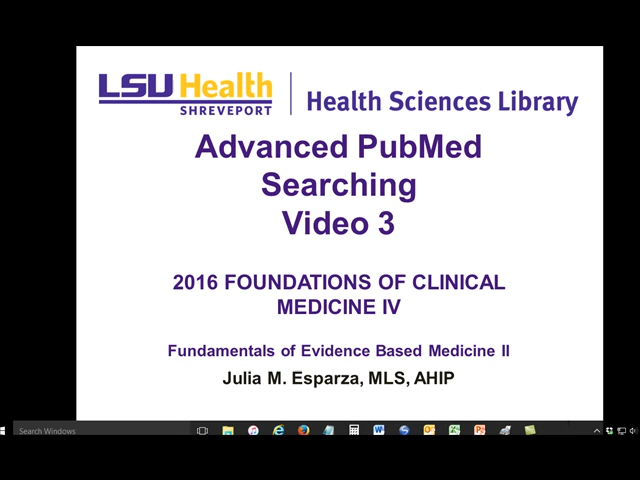 LSU Health
SHREVEPORT
Health Sciences Library
Advanced PubMed
Searching
Video 3
2016 FOUNDATIONS OF CLINICAL
MEDICINE IV
Fundamentals of Evidence Based Medicine II
Julia M. Esparza, MLS, AHIP
Search Windows